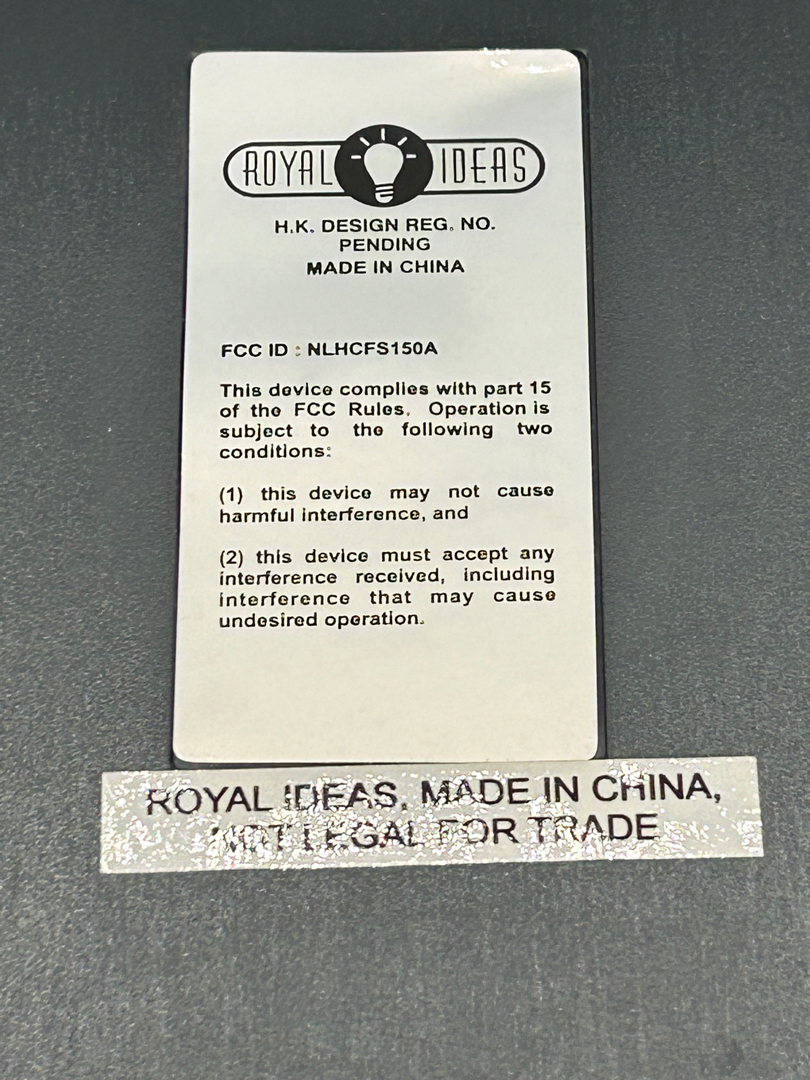 ROYAL IDEAS
H.K. DESIGN REG. NO.
PENDING
MADE IN CHINA
FCC ID : NLHCFS150A
This device complies with part 15
of the FCC Rules. Operation is
subject to the following two
conditions:
(1) this device may not cause
harmful interference, and
(2) this device must accept any
interference received, including
interference that may cause
undesired operation.
ROYAL IDEAS, MADE IN CHINA,
NOT LEGAL FOR TRADE